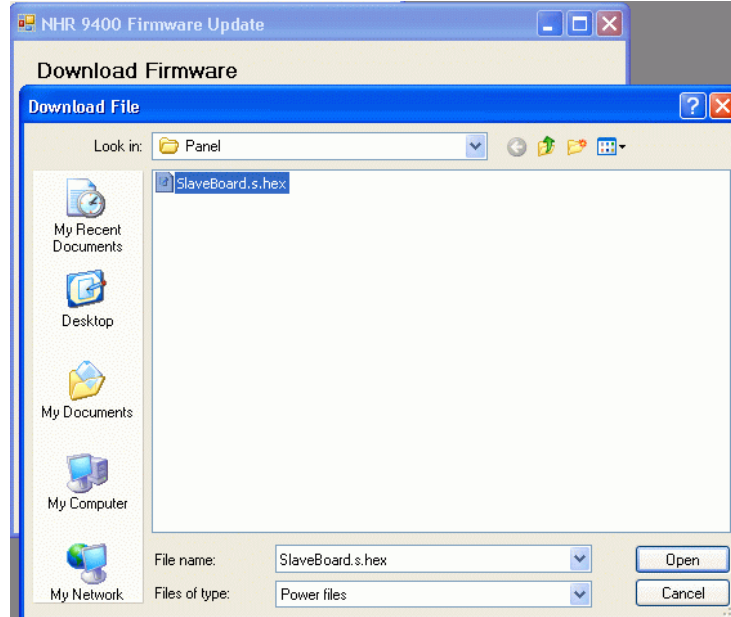 NHR 9400 Firmware Update
Download Firmware
Download File
Look in:
Panel
SlaveBoard.s.hex
My Recent
Documents
Desktop
My Documents
My Computer
My Network
File name:
SlaveBoard.s.hex
Open
Files of type:
Power files
Cancel